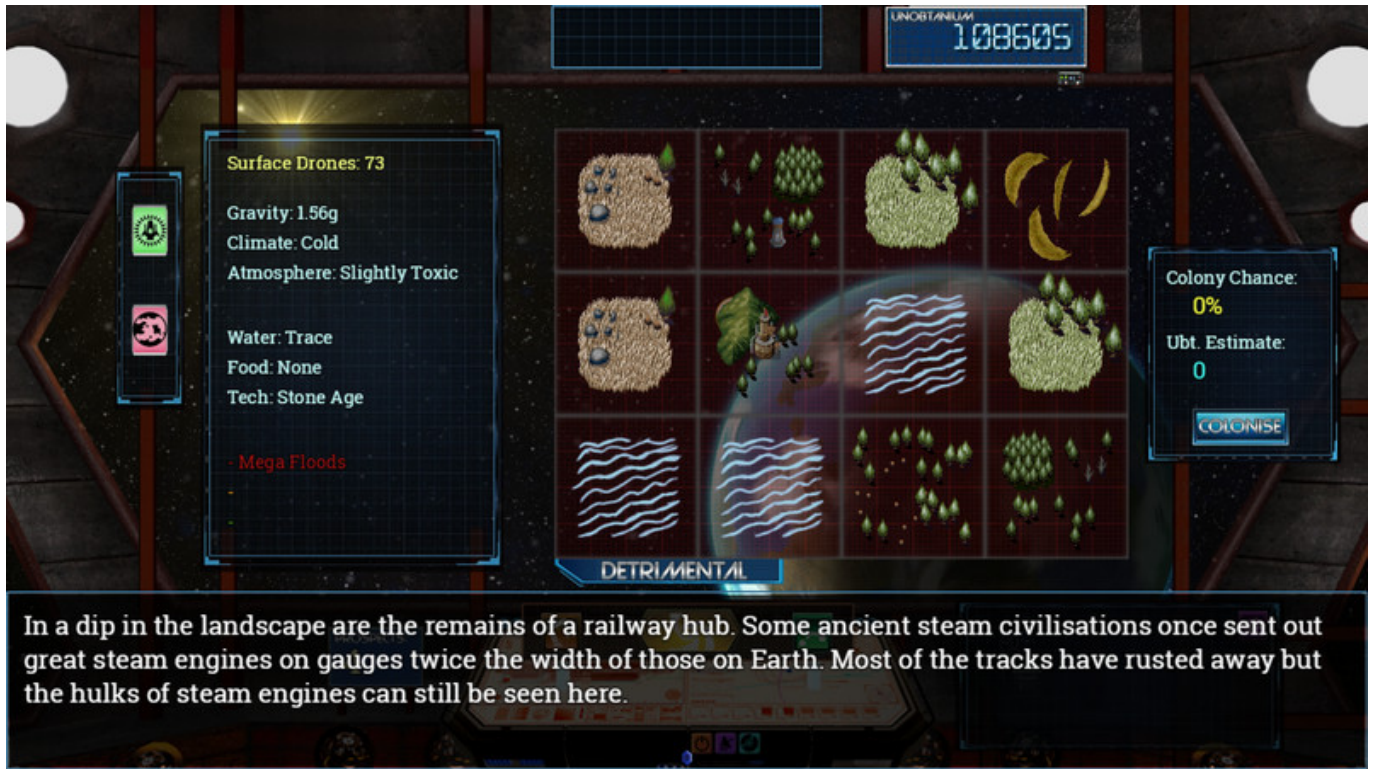 UNOBTANIUM
108605
Surface Drones: 73
Gravity: 1.56g
Climate: Cold
Atmosphere: Slightly Toxic
Water: Trace
Food: None
Tech: Stone Age
- Mega Floods
-
-
Colony Chance:
0%
Ubt. Estimate:
0
COLONISE
DETRIMENTAL
In a dip in the landscape are the remains of a railway hub. Some ancient steam civilisations once sent out
great steam engines on gauges twice the width of those on Earth. Most of the tracks have rusted away but
the hulks of steam engines can still be seen here.